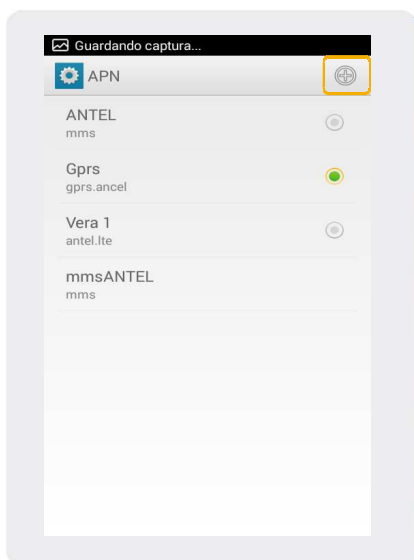 Guardando captura...
APN
ANTEL
mms
Gprs
gprs.ancel
Vera 1
antel.lte
mmsANTEL
mms